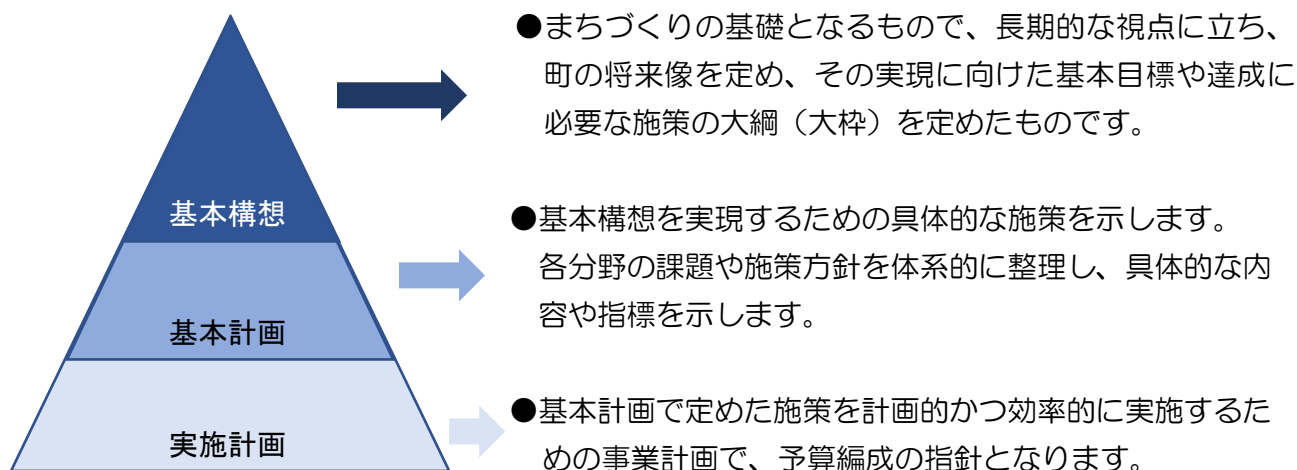 ●まちづくりの基礎となるもので、長期的な視点に立ち、
町の将来像を定め、その実現に向けた基本目標や達成に
必要な施策の大綱（大枠）を定めたものです。
基本構想
●基本構想を実現するための具体的な施策を示します。
各分野の課題や施策方針を体系的に整理し、具体的な内
容や指標を示します。
基本計画
●基本計画で定めた施策を計画的かつ効率的に実施するた
めの事業計画で、予算編成の指針となります。
実施計画